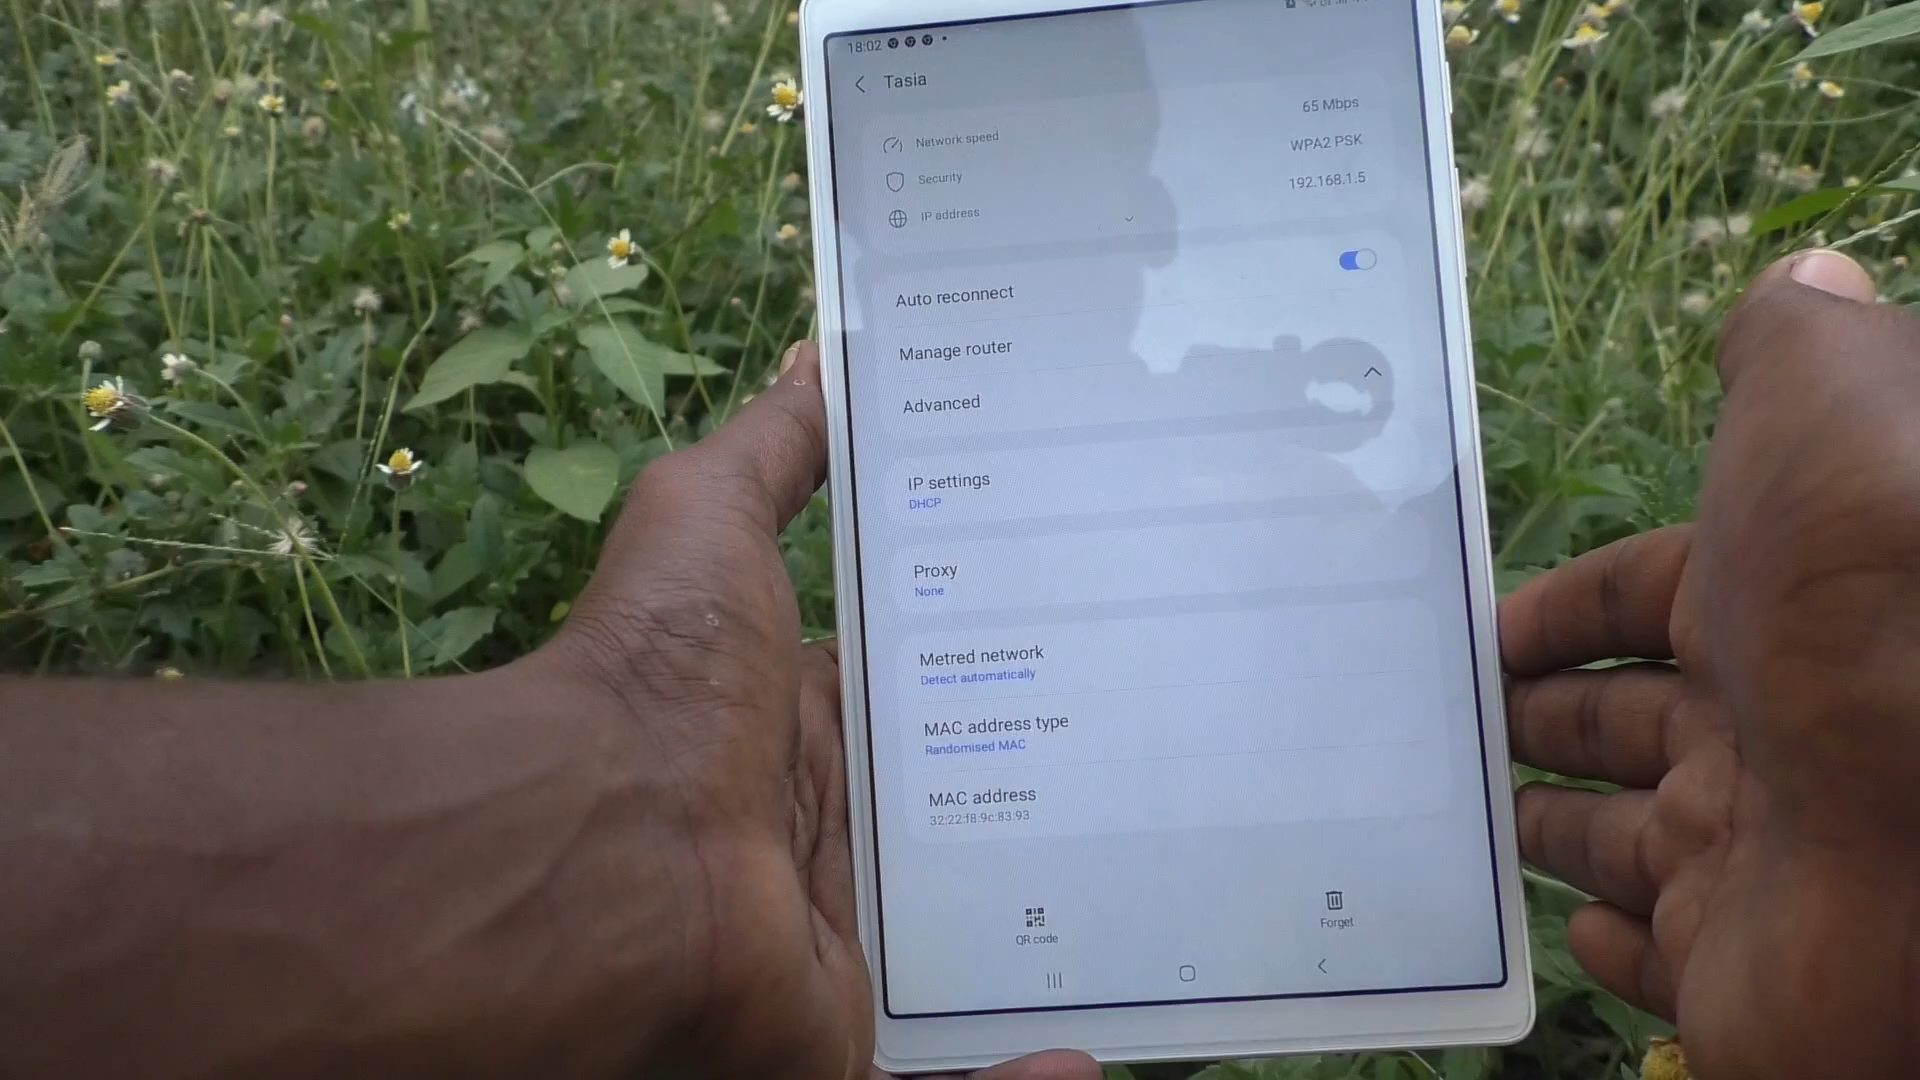 18:02
Tasia
Network speed 65 Mbps
Security WPA2 PSK
IP address 192.168.1.5
Auto reconnect
Manage router
Advanced
IP settings
DHCP
Proxy
None
Metred network
Detect automatically
MAC address type
Randomised MAC
MAC address
32:22:f8:9c:83:93
QR code
Forget